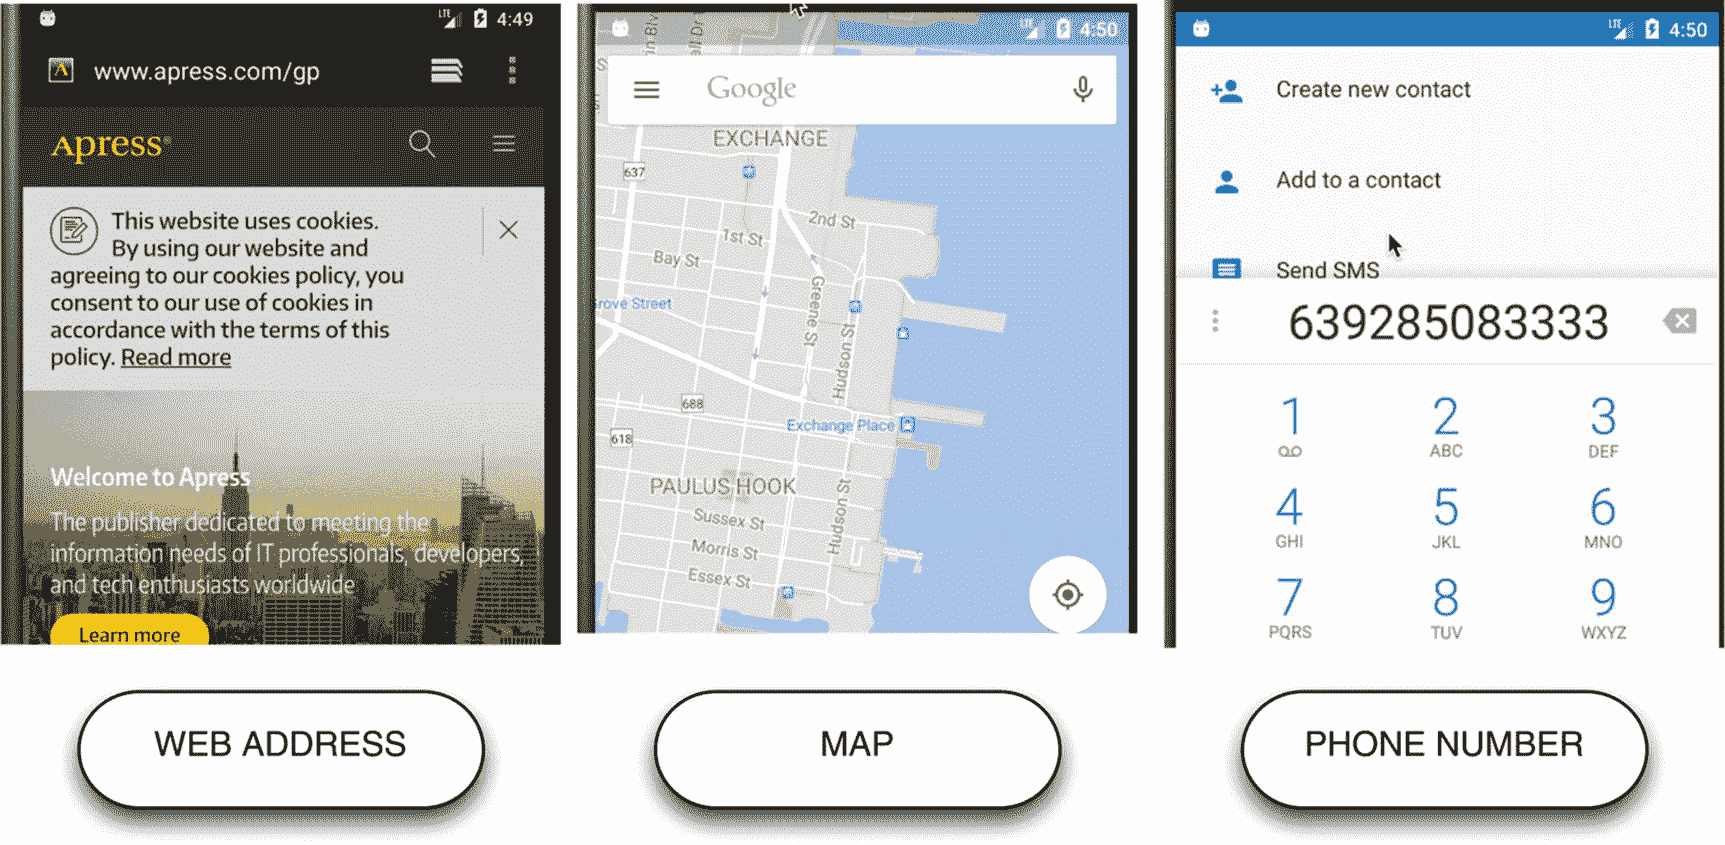 LTE 4:49
www.apress.com/gp
Apress®
This website uses cookies.
By using our website and
agreeing to our cookies policy, you
consent to our use of cookies in
accordance with the terms of this
policy. Read more
Welcome to Apress
The publisher dedicated to meeting the
information needs of IT professionals, developers,
and tech enthusiasts worldwide
Learn more
WEB ADDRESS
LTE 4:50
Google
EXCHANGE
637
2nd St
1st St
Bay St
Grove Street
Greene St
Hudson St
688
Exchange Place
618
PAULUS HOOK
Sussex St
Hudson St
Morris St
Essex St
MAP
LTE 4:50
Create new contact
Add to a contact
Send SMS
639285083333
1
2
ABC
3
DEF
4
GHI
5
JKL
6
MNO
7
PQRS
8
TUV
9
WXYZ
PHONE NUMBER